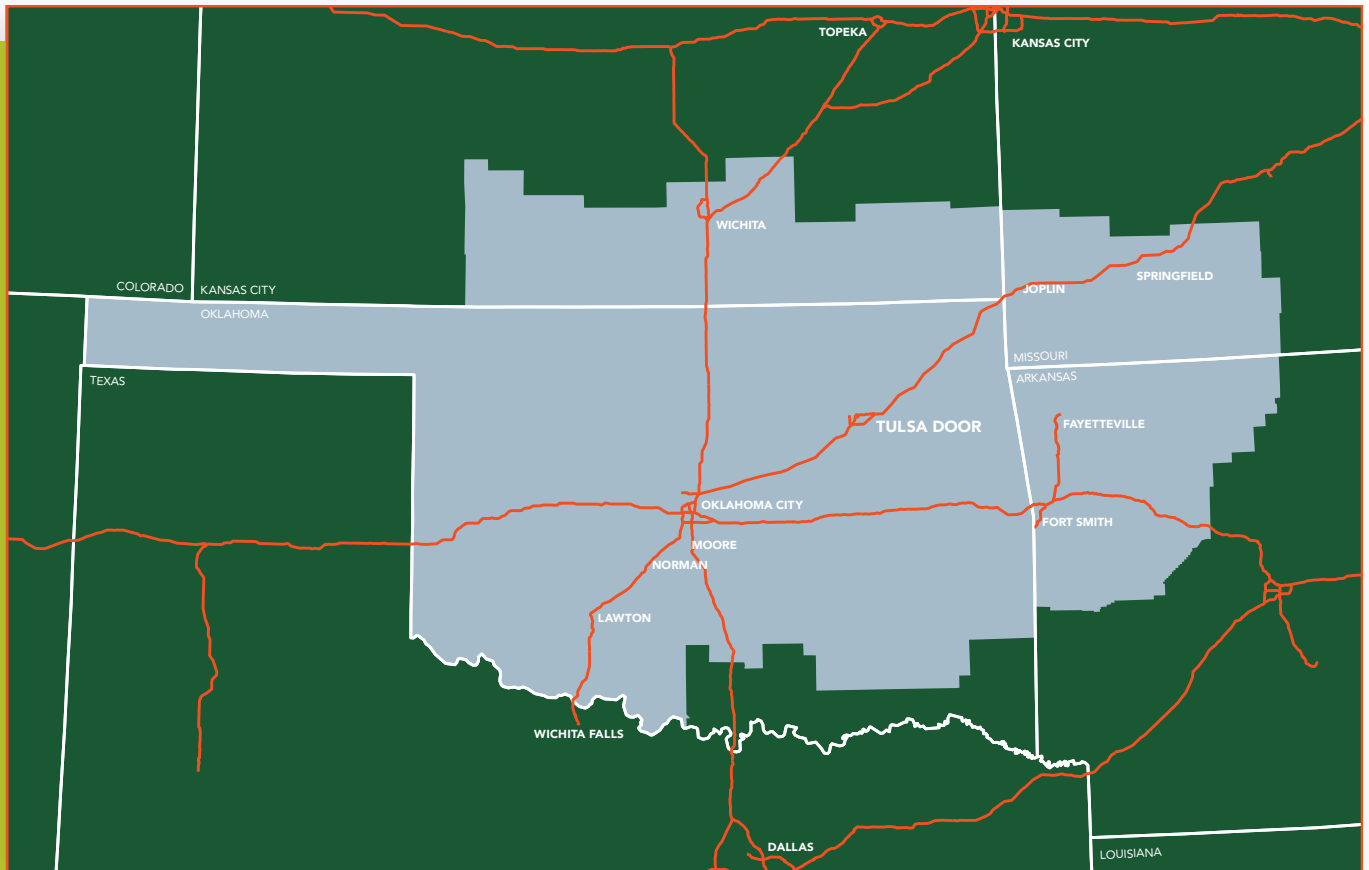 TOPEKA
KANSAS CITY
WICHITA
SPRINGFIELD
COLORADO
KANSAS CITY
JOPLIN
OKLAHOMA
MISSOURI
TEXAS
ARKANSAS
TULSA DOOR
FAYETTEVILLE
OKLAHOMA CITY
FORT SMITH
MOORE
NORMAN
LAWTON
WICHITA FALLS
DALLAS
LOUISIANA